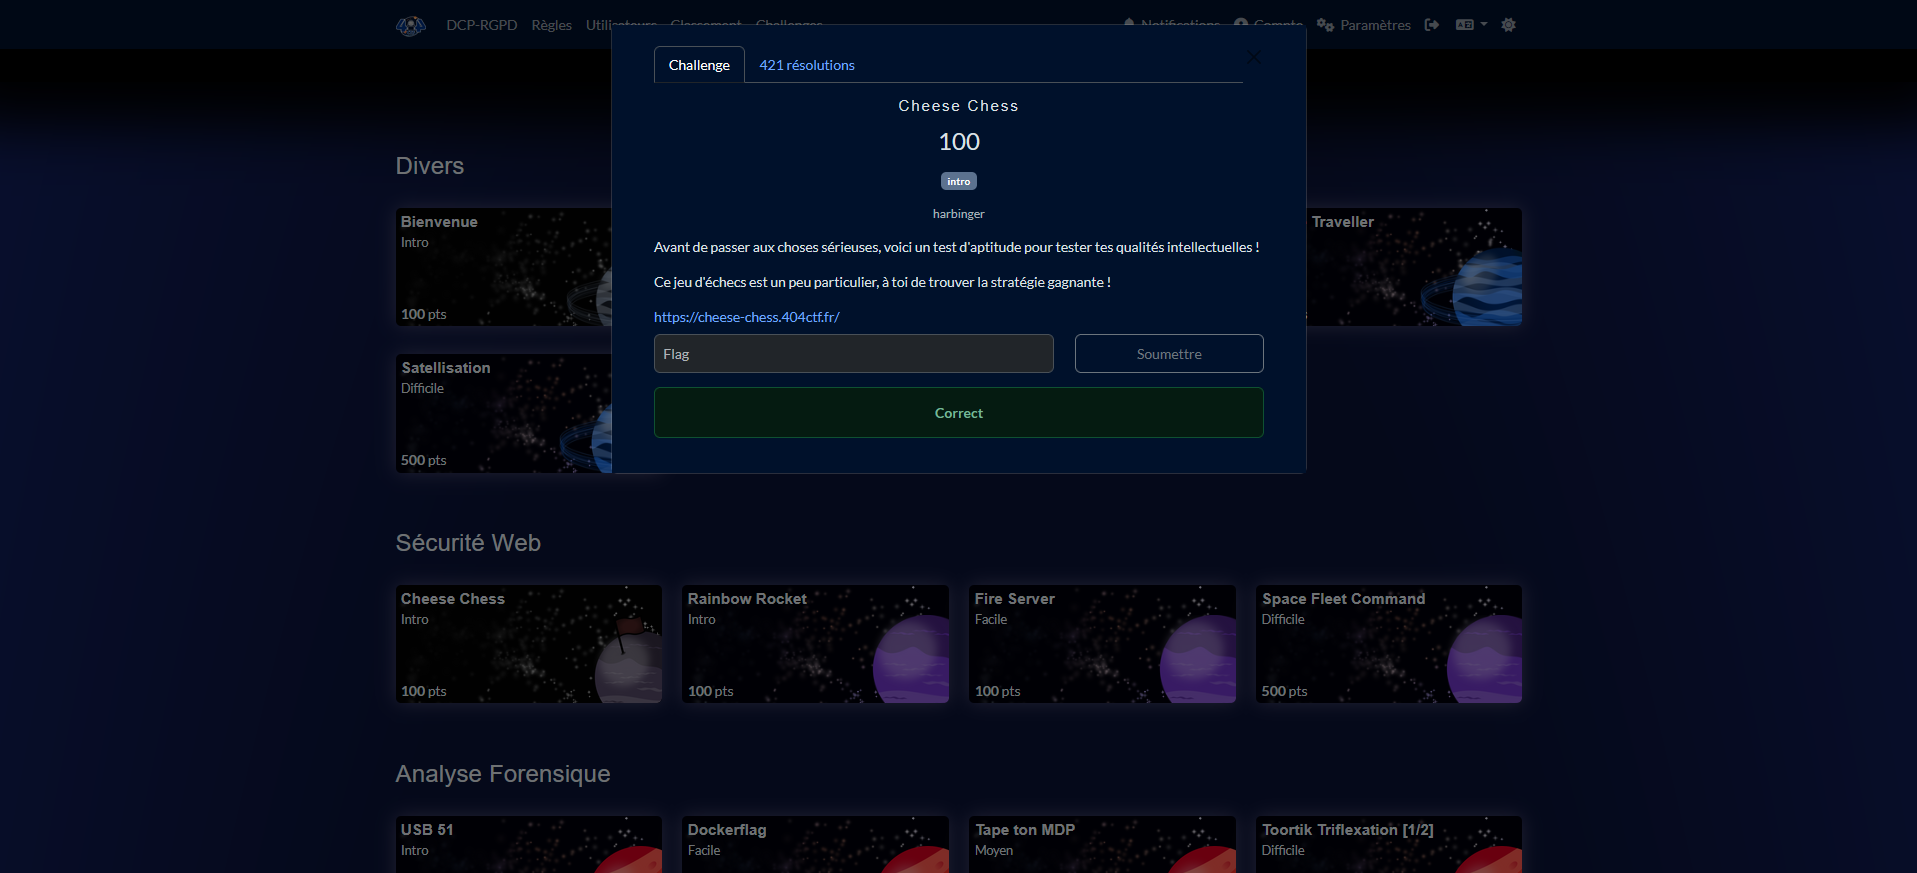 DCP-RGPD Règles Utilisateurs Classement Challenges Notifications Compte Paramètres
Challenge 421 résolutions
Cheese Chess
100
intro
harbinger
Avant de passer aux choses sérieuses, voici un test d'aptitude pour tester tes qualités intellectuelles !
Ce jeu d'échecs est un peu particulier, à toi de trouver la stratégie gagnante !
https://cheese-chess.404ctf.fr/
Flag Soumettre
Correct
Divers
Bienvenue
Intro
100 pts
Traveller
Satellisation
Difficile
500 pts
Sécurité Web
Cheese Chess
Intro
100 pts
Rainbow Rocket
Intro
100 pts
Fire Server
Facile
100 pts
Space Fleet Command
Difficile
500 pts
Analyse Forensique
USB 51
Intro
Dockerflag
Facile
Tape ton MDP
Moyen
Toortik Triflexation [1/2]
Difficile